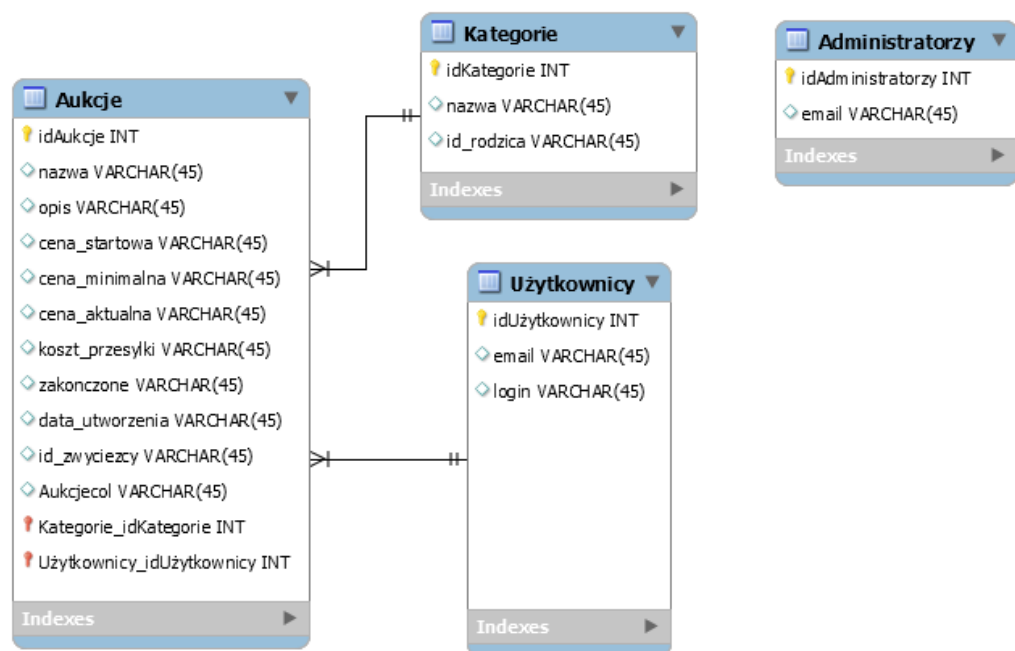 Aukcje
idAukcje INT
nazwa VARCHAR(45)
opis VARCHAR(45)
cena_startowa VARCHAR(45)
cena_minimalna VARCHAR(45)
cena_aktualna VARCHAR(45)
koszt_przesylki VARCHAR(45)
zakonczone VARCHAR(45)
data_utworzenia VARCHAR(45)
id_zwyciezcy VARCHAR(45)
Aukcjecol VARCHAR(45)
Kategorie_idKategorie INT
Użytkownicy_idUżytkownicy INT
Indexes
Kategorie
idKategorie INT
nazwa VARCHAR(45)
id_rodzica VARCHAR(45)
Indexes
Administratorzy
idAdministratorzy INT
email VARCHAR(45)
Indexes
Użytkownicy
idUżytkownicy INT
email VARCHAR(45)
login VARCHAR(45)
Indexes